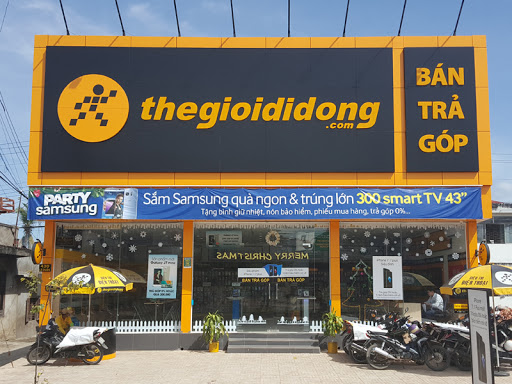 thegioididong
.com
BÁN
TRẢ
GÓP
PARTY
samsung
Sắm Samsung quà ngon & trúng lớn 300 smart TV 43"
Tặng bình giữ nhiệt, nón bảo hiểm, phiếu mua hàng, trả góp 0%...
MERRY CHRISTMAS
BÁN TRẢ GÓP
BÁN TRẢ GÓP
ĐIỆN THOẠI